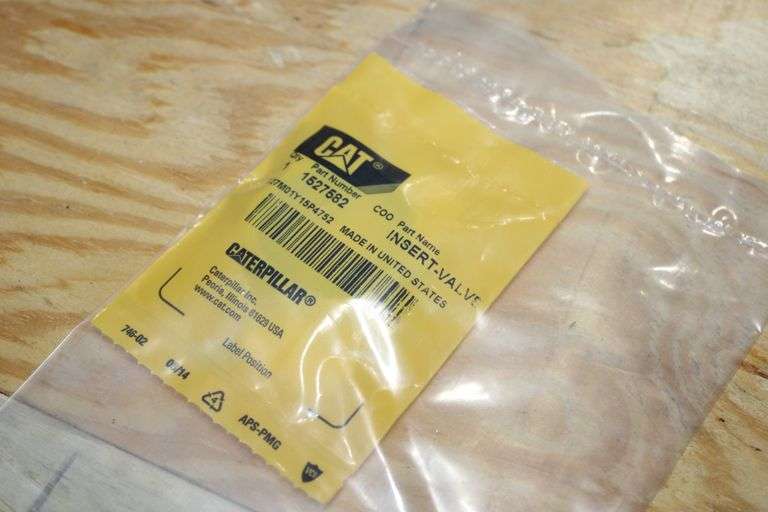 CAT®
Qty Part Number COO Part Name
1 1527582 INSERT-VALVE
MADE IN UNITED STATES
CATERPILLAR®
Caterpillar Inc.
Peoria, Illinois 61629 USA
www.cat.com
Label Position
746-02
4
APS-PMG